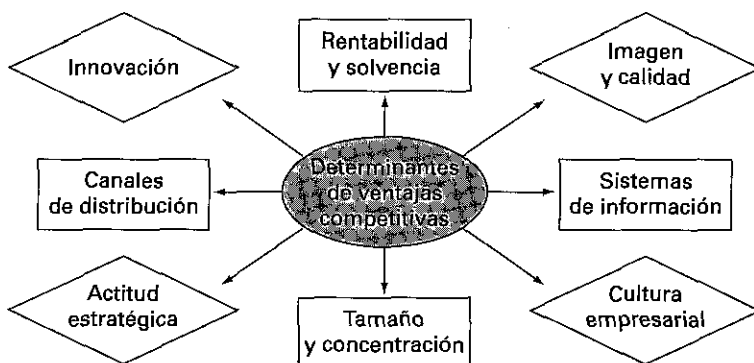 Innovación
Rentabilidad
y solvencia
Imagen
y calidad
Canales
de distribución
Determinantes
de ventajas
competitivas
Sistemas
de información
Actitud
estratégica
Tamaño
y concentración
Cultura
empresarial